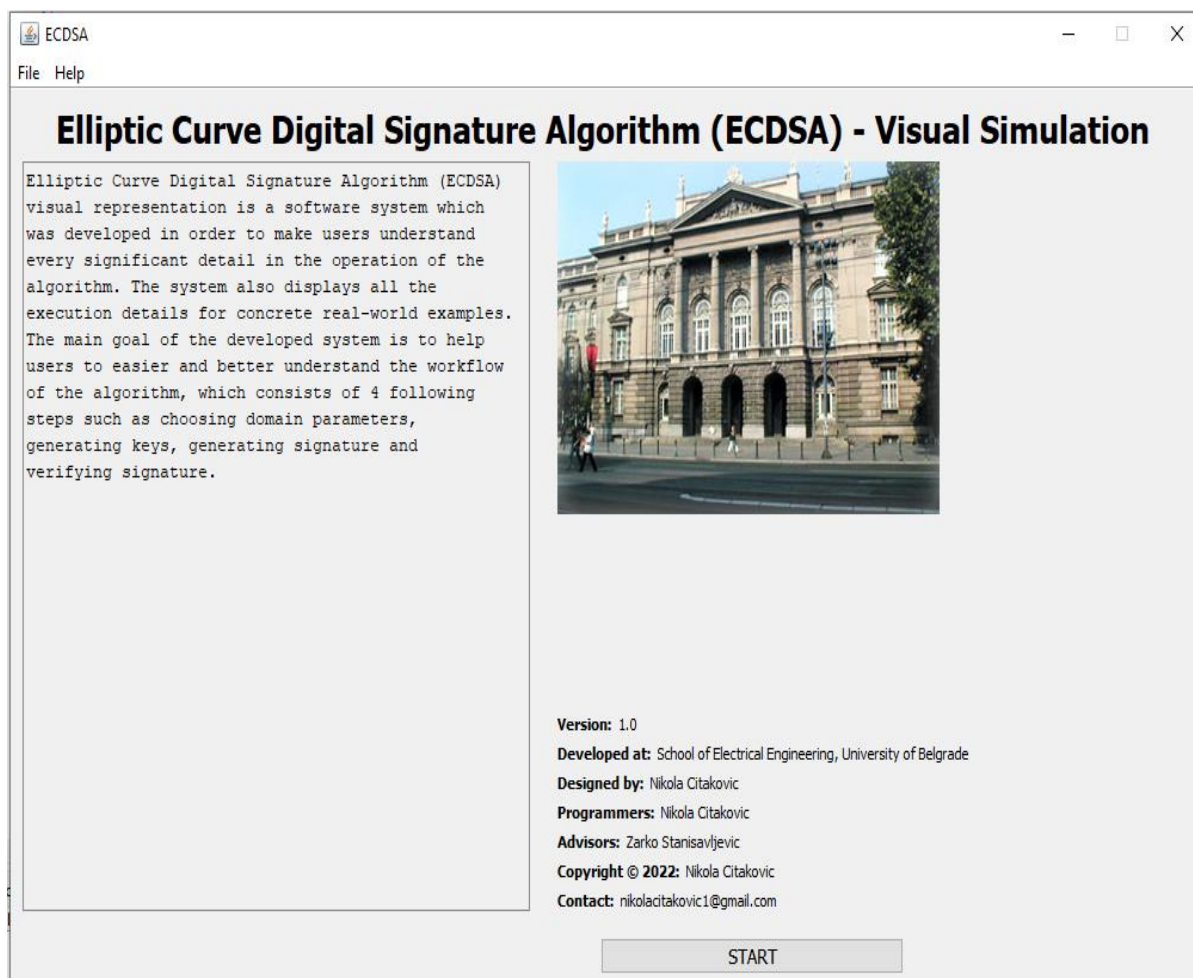 ECDSA
File Help
Elliptic Curve Digital Signature Algorithm (ECDSA) - Visual Simulation
Elliptic Curve Digital Signature Algorithm (ECDSA)
visual representation is a software system which
was developed in order to make users understand
every significant detail in the operation of the
algorithm. The system also displays all the
execution details for concrete real-world examples.
The main goal of the developed system is to help
users to easier and better understand the workflow
of the algorithm, which consists of 4 following
steps such as choosing domain parameters,
generating keys, generating signature and
verifying signature.
Version: 1.0
Developed at: School of Electrical Engineering, University of Belgrade
Designed by: Nikola Citakovic
Programmers: Nikola Citakovic
Advisors: Zarko Stanisavljevic
Copyright © 2022: Nikola Citakovic
Contact: nikolacitakovic1@gmail.com
START